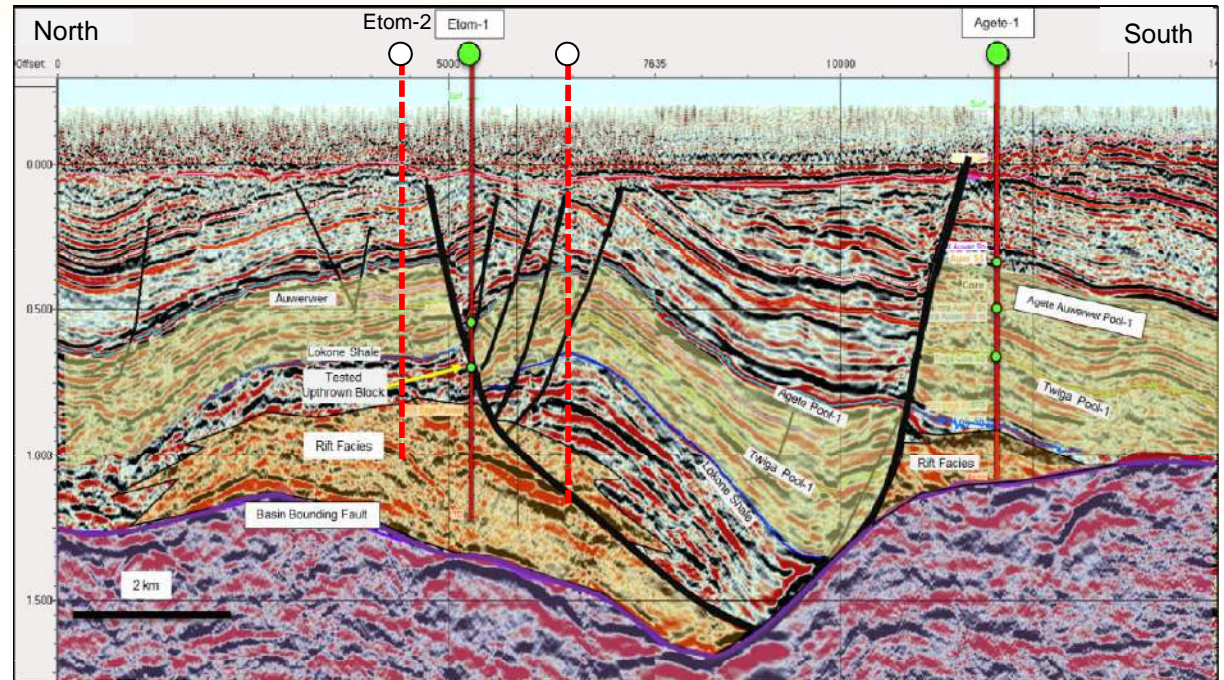 North
Etom-2
Etom-1
Agete-1
South
Offset:
0
5000
7635
10000
0.000
0.500
1.000
1.500
Auwerwer
Lokone Shale
Tested
Upthrown Block
Rift Facies
Basin Bounding Fault
2 km
Agete Pool-1
Twiga Pool-1
Lokone Shale
Core
Agete Auwerwer Pool-1
Twiga Pool-1
Rift Facies